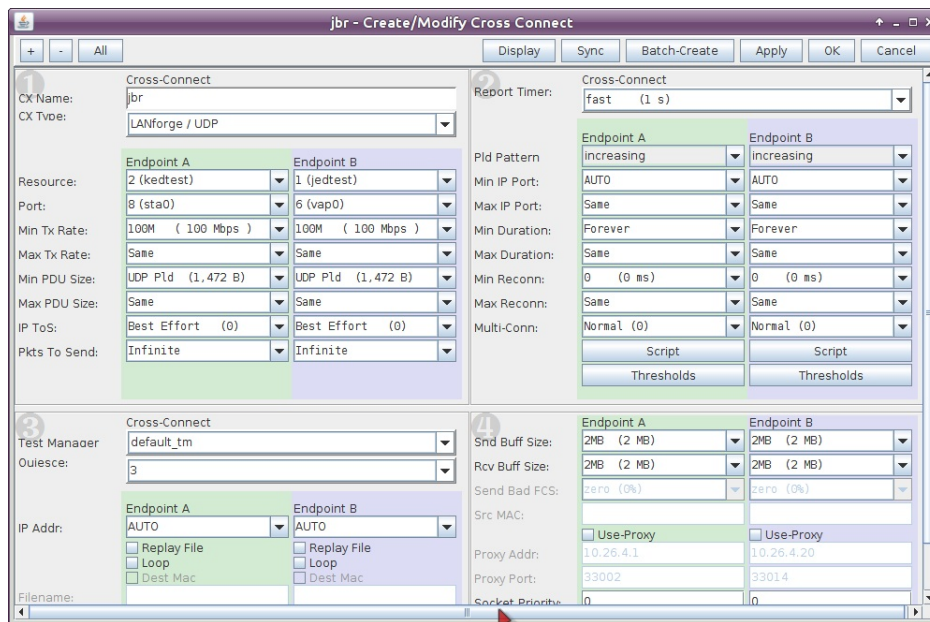 jbr - Create/Modify Cross Connect
+ - All Display Sync Batch-Create Apply OK Cancel
1
Cross-Connect
CX Name: jbr
CX Type: LANforge / UDP
Endpoint A Endpoint B
Resource: 2 (kedtest) 1 (jedtest)
Port: 8 (sta0) 6 (vap0)
Min Tx Rate: 100M ( 100 Mbps ) 100M ( 100 Mbps )
Max Tx Rate: Same Same
Min PDU Size: UDP Pld (1,472 B) UDP Pld (1,472 B)
Max PDU Size: Same Same
IP ToS: Best Effort (0) Best Effort (0)
Pkts To Send: Infinite Infinite
2
Cross-Connect
Report Timer: fast (1 s)
Endpoint A Endpoint B
Pld Pattern increasing increasing
Min IP Port: AUTO AUTO
Max IP Port: Same Same
Min Duration: Forever Forever
Max Duration: Same Same
Min Reconn: 0 (0 ms) 0 (0 ms)
Max Reconn: Same Same
Multi-Conn: Normal (0) Normal (0)
Script Script
Thresholds Thresholds
3
Cross-Connect
Test Manager default_tm
Quiesce: 3
Endpoint A Endpoint B
IP Addr: AUTO AUTO
Replay File Replay File
Loop Loop
Dest Mac Dest Mac
Filename:
4
Endpoint A Endpoint B
Snd Buff Size: 2MB (2 MB) 2MB (2 MB)
Rcv Buff Size: 2MB (2 MB) 2MB (2 MB)
Send Bad FCS: zero (0%) zero (0%)
Src MAC:
Use-Proxy Use-Proxy
Proxy Addr: 10.26.4.1 10.26.4.20
Proxy Port: 33002 33014
Socket Priority: 0 0